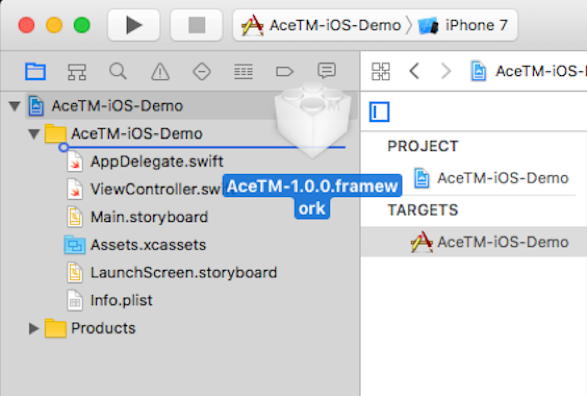 AceTM-iOS-Demo
iPhone 7
AceTM-iOS-
AceTM-iOS-Demo
AceTM-iOS-Demo
AppDelegate.swift
ViewController.sw
AceTM-1.0.0.framew
ork
Main.storyboard
Assets.xcassets
LaunchScreen.storyboard
Info.plist
Products
PROJECT
AceTM-iOS-Demo
TARGETS
AceTM-iOS-Demo